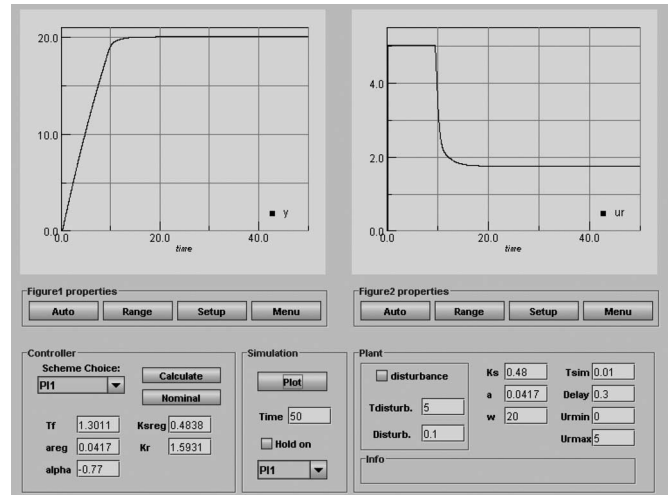 20.0
10.0
0.0
0.0
20.0
40.0
time
y
4.0
2.0
0.0
0.0
20.0
40.0
time
ur
Figure1 properties
Auto Range Setup Menu
Figure2 properties
Auto Range Setup Menu
Controller
Scheme Choice:
PI1
Calculate
Nominal
Tf 1.3011 Ksreg 0.4838
areg 0.0417 Kr 1.5931
alpha -0.77
Simulation
Plot
Time 50
Hold on
PI1
Plant
disturbance
Tdisturb. 5
Disturb. 0.1
Ks 0.48 Tsim 0.01
a 0.0417 Delay 0.3
w 20 Urmin 0
Urmax 5
Info